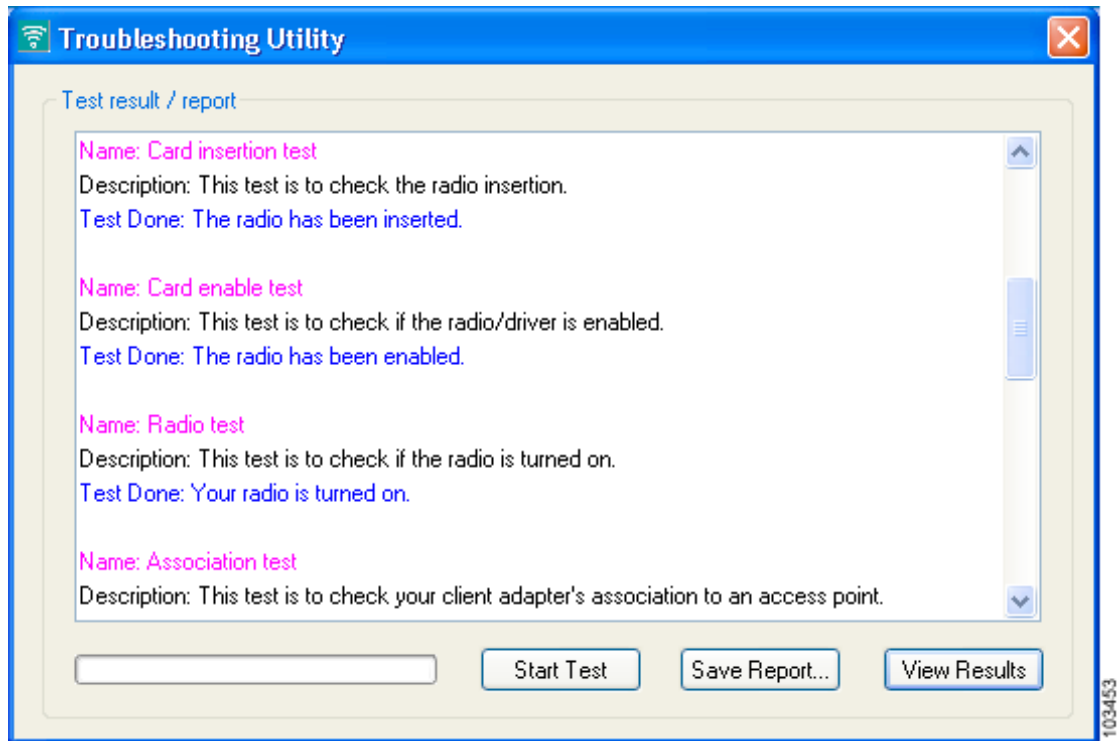 Troubleshooting Utility
Test result / report
Name: Card insertion test
Description: This test is to check the radio insertion.
Test Done: The radio has been inserted.
Name: Card enable test
Description: This test is to check if the radio/driver is enabled.
Test Done: The radio has been enabled.
Name: Radio test
Description: This test is to check if the radio is turned on.
Test Done: Your radio is turned on.
Name: Association test
Description: This test is to check your client adapter's association to an access point.
Start Test
Save Report...
View Results
103453